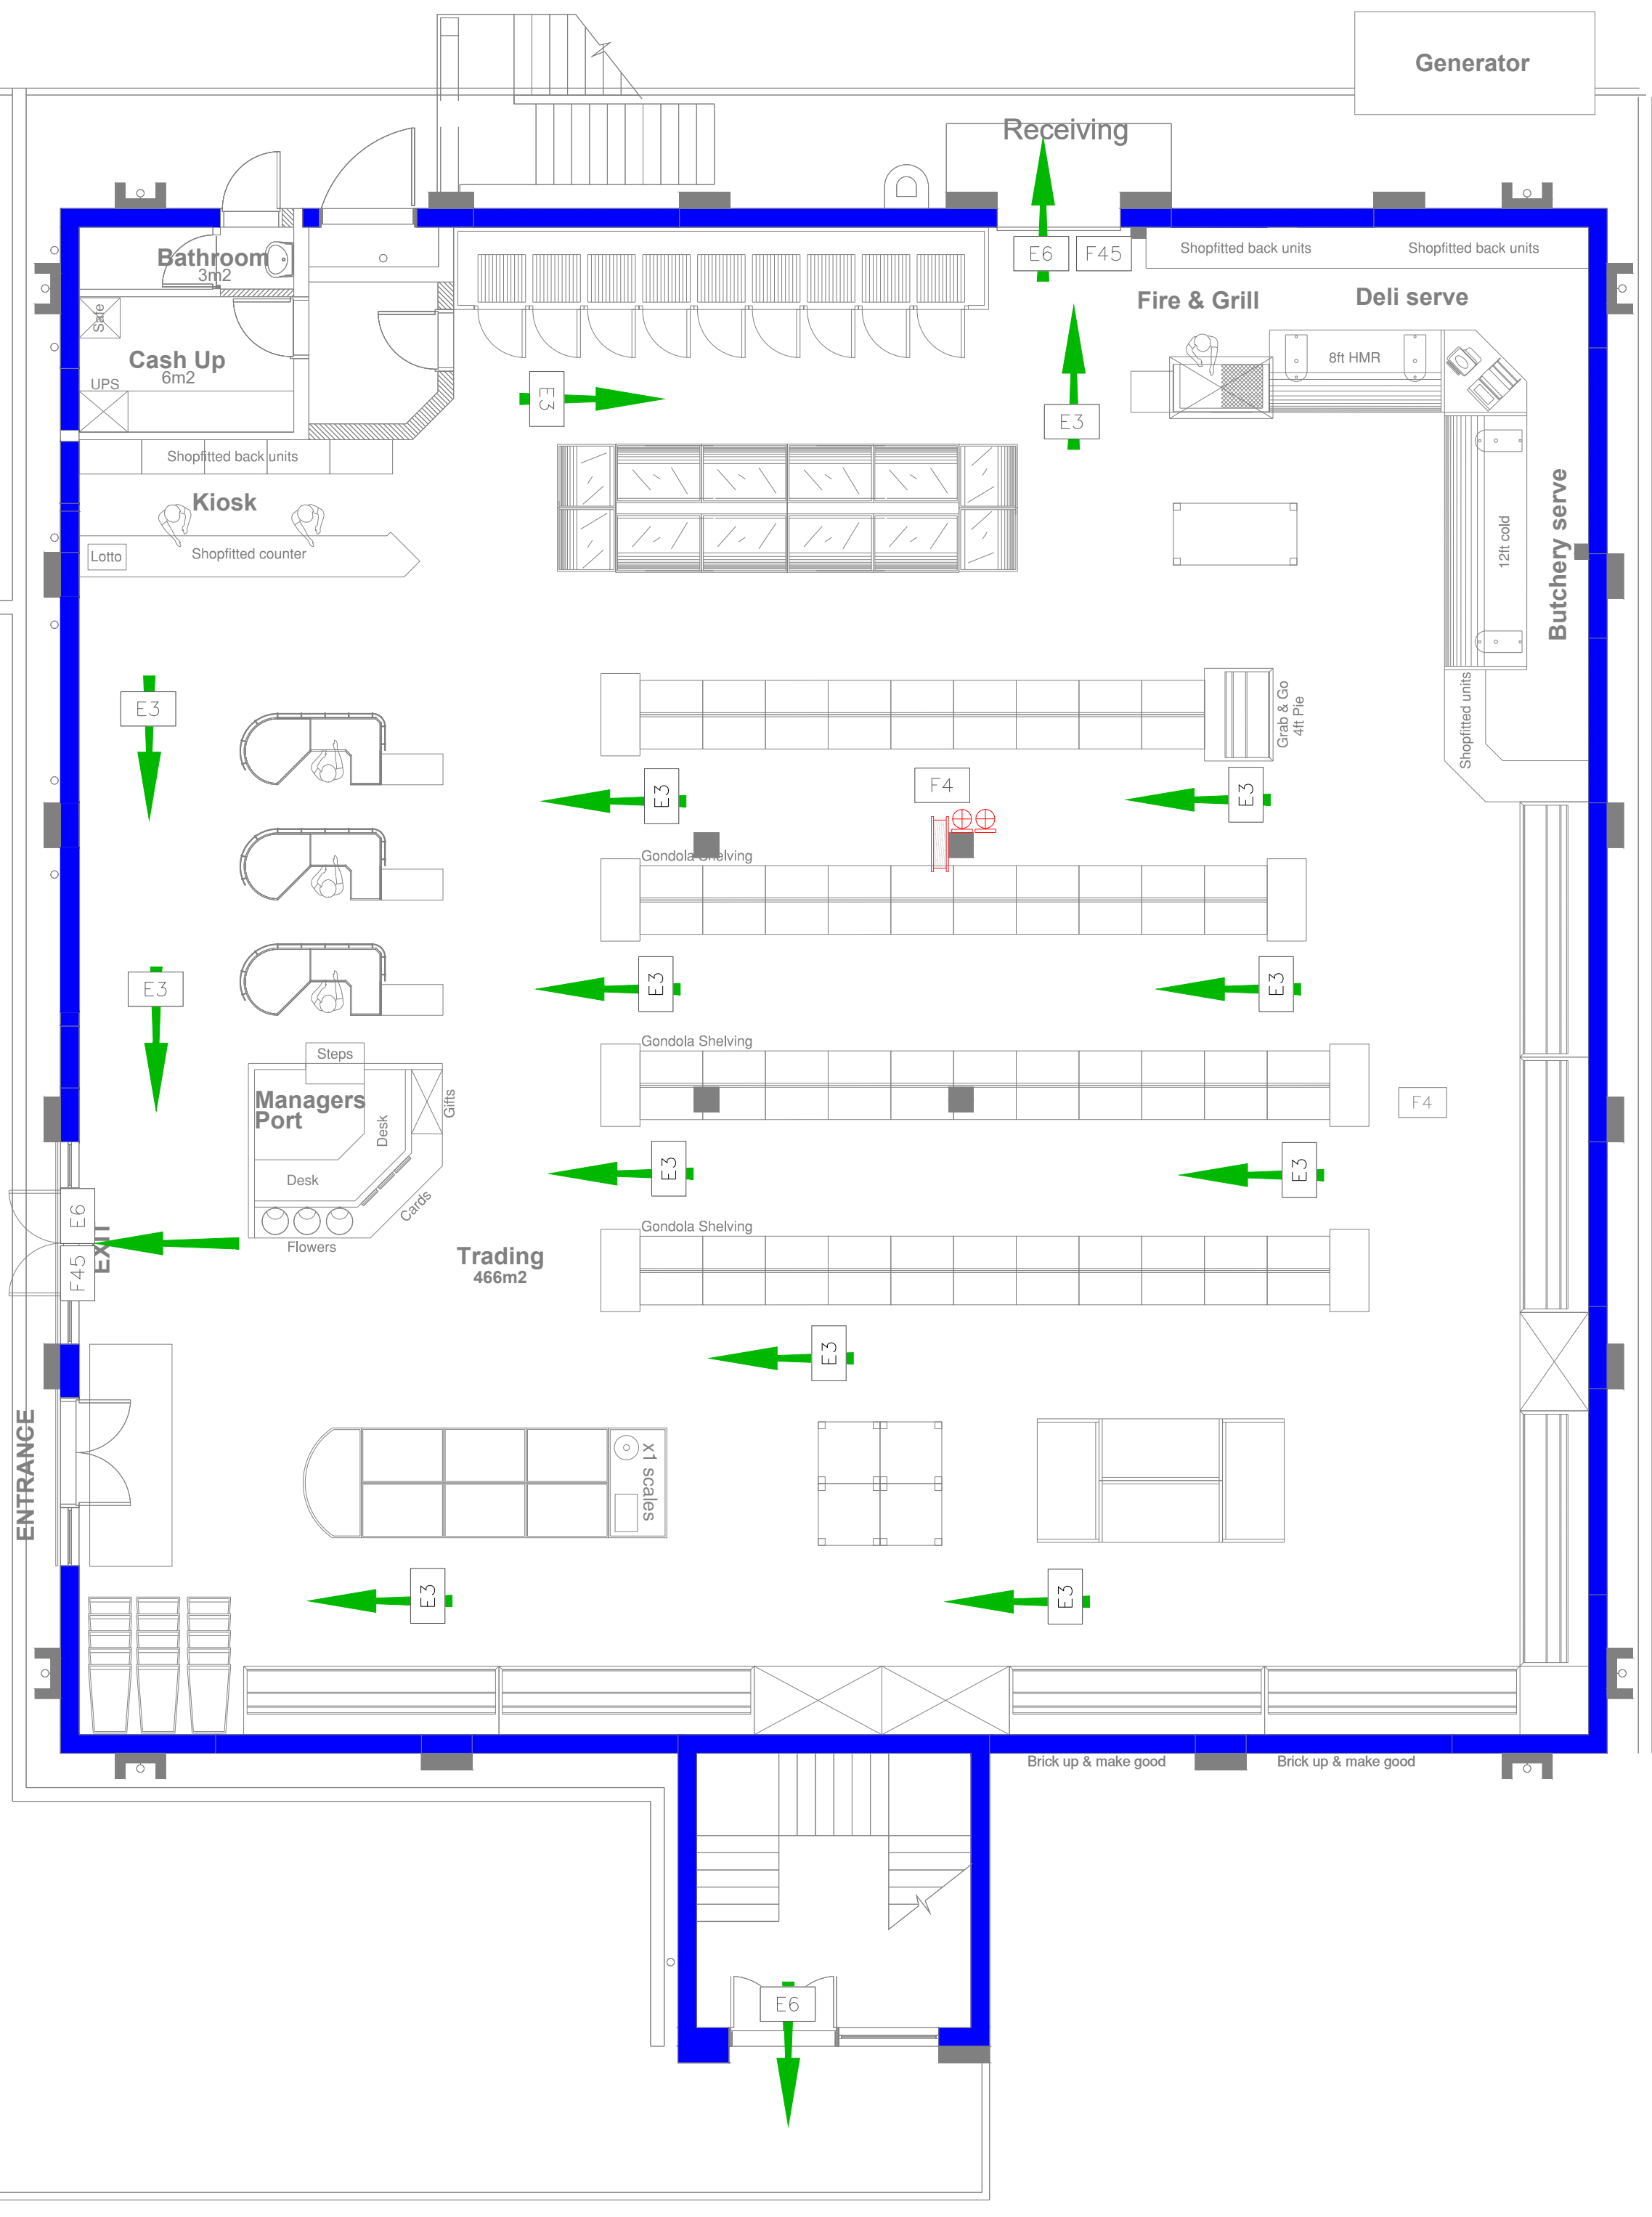 Generator
Receiving
E6
F45
Shopfitted back units
Shopfitted back units
Bathroom
3m2
Fire & Grill
Deli serve
Safe
Cash Up
6m2
UPS
8ft HMR
E3
E3
Shopfitted back units
Kiosk
Lotto
Shopfitted counter
12ft cold
Butchery serve
E3
Grab & Go
4ft Pie
Shopfitted units
E3
F4
E3
Gondola Shelving
E3
E3
E3
Gondola Shelving
Steps
Managers
Port
Desk
Gifts
F4
Desk
Cards
E3
E3
E6
EXIT
F45
Flowers
Gondola Shelving
Trading
466m2
E3
ENTRANCE
x1 scales
E3
E3
Brick up & make good
Brick up & make good
E6